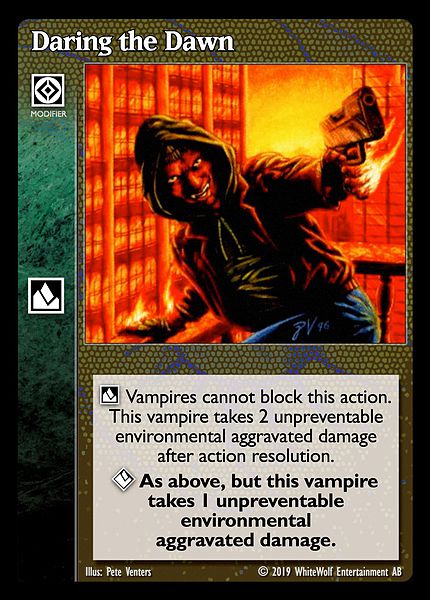 Daring the Dawn
MODIFIER
PV 96
Vampires cannot block this action.
This vampire takes 2 unpreventable
environmental aggravated damage
after action resolution.
As above, but this vampire
takes 1 unpreventable
environmental
aggravated damage.
Illus: Pete Venters © 2019 WhiteWolf Entertainment AB